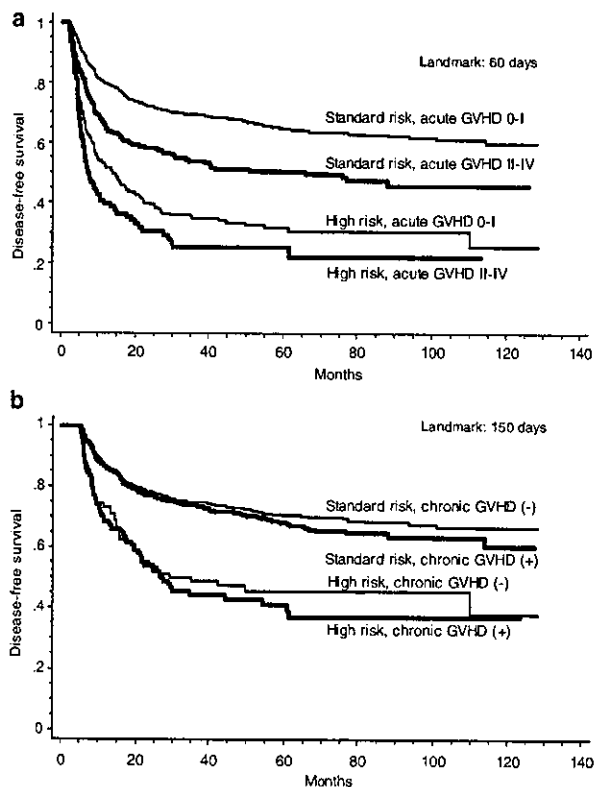 a
Landmark: 60 days
Standard risk, acute GVHD 0-I
Standard risk, acute GVHD II-IV
High risk, acute GVHD 0-I
High risk, acute GVHD II-IV
Disease-free survival
1
.8
.6
.4
.2
0
0 20 40 60 80 100 120 140
Months
b
Landmark: 150 days
Standard risk, chronic GVHD (-)
Standard risk, chronic GVHD (+)
High risk, chronic GVHD (-)
High risk, chronic GVHD (+)
Disease-free survival
1
.8
.6
.4
.2
0
0 20 40 60 80 100 120 140
Months